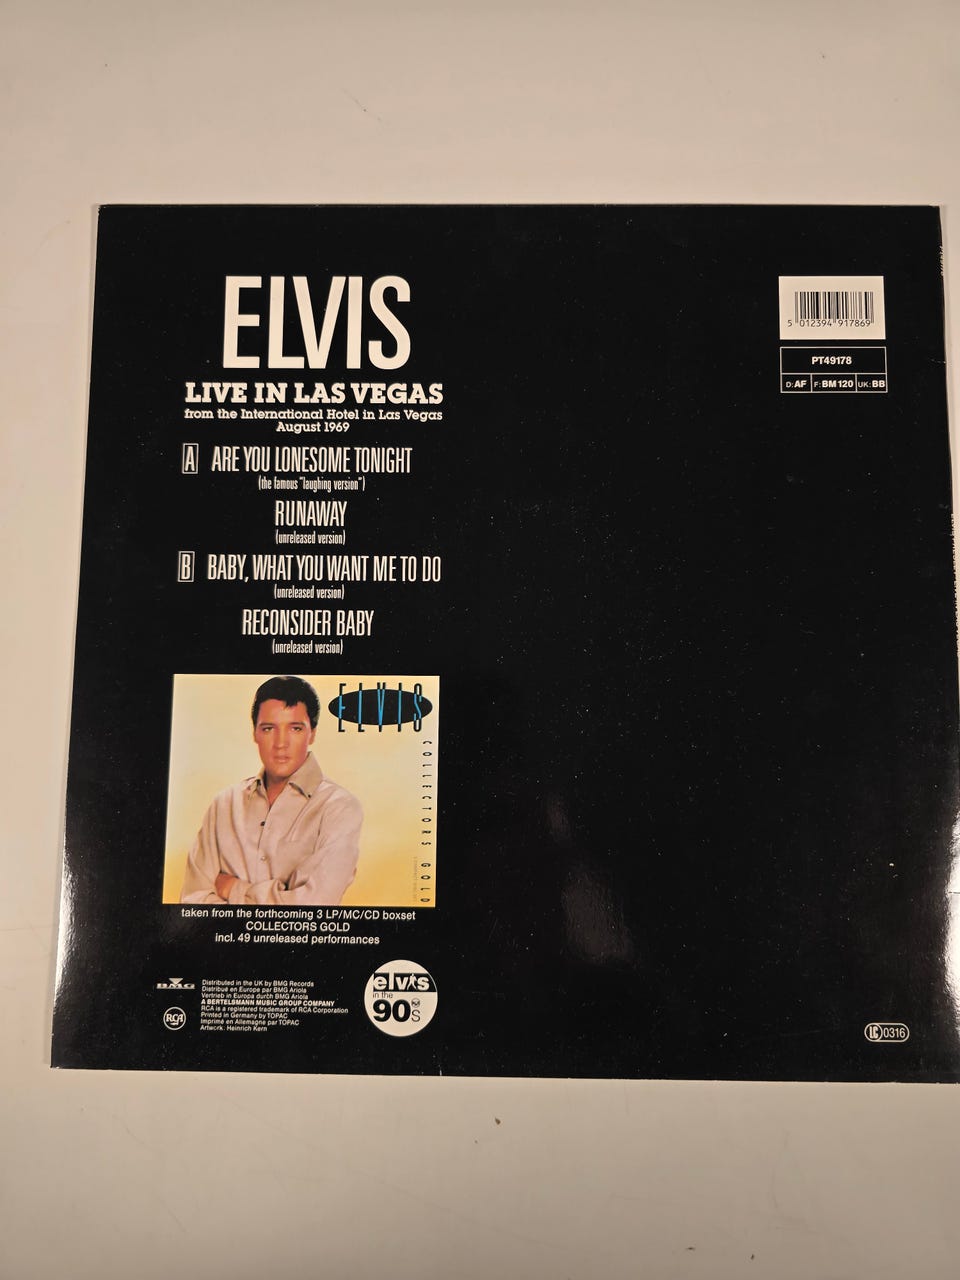 ELVIS
LIVE IN LAS VEGAS
from the International Hotel in Las Vegas
August 1969
A ARE YOU LONESOME TONIGHT
(the famous "laughing version")
RUNAWAY
(unreleased version)
B BABY, WHAT YOU WANT ME TO DO
(unreleased version)
RECONSIDER BABY
(unreleased version)
ELVIS
COLLECTORS GOLD
taken from the forthcoming 3 LP/MC/CD boxset
COLLECTORS GOLD
incl. 49 unreleased performances
BMG
RCA
Distributed in the UK by BMG Records
Distribué en Europe par BMG Ariola
Vertrieb in Europa durch BMG Ariola
A BERTELSMANN MUSIC GROUP COMPANY
RCA is a registered trademark of RCA Corporation
Printed in Germany by TOPAC
Imprimé en Allemagne par TOPAC
Artwork: Heinrich Kern
elvis
in the
90s
5 012394 917869
PT49178
D: AF F: BM 120 UK: BB
LC 0316